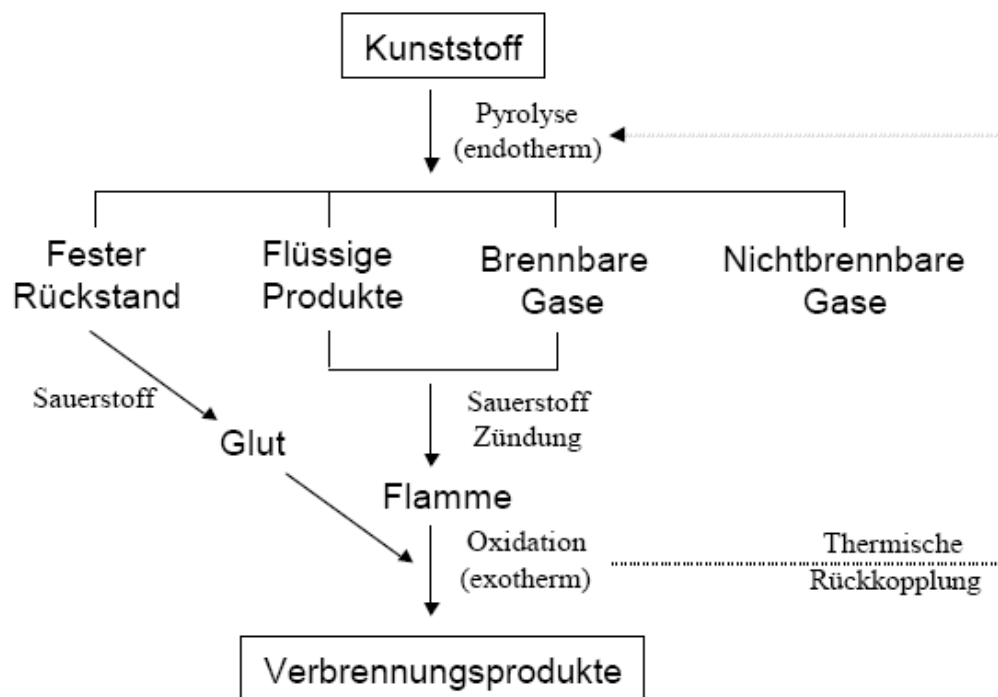 Kunststoff
Pyrolyse
(endotherm)
Fester
Rückstand
Flüssige
Produkte
Brennbare
Gase
Nichtbrennbare
Gase
Sauerstoff
Glut
Sauerstoff
Zündung
Flamme
Oxidation
(exotherm)
Thermische
Rückkopplung
Verbrennungsprodukte